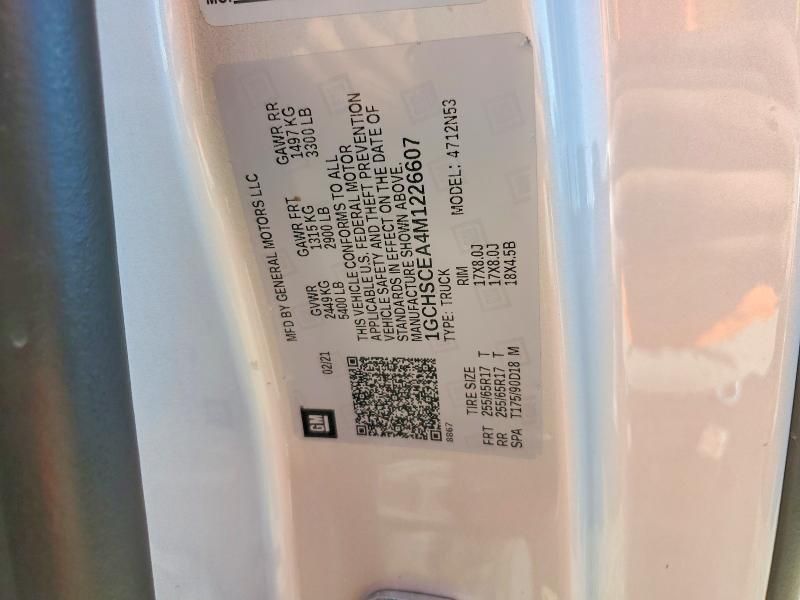 MFD BY GENERAL MOTORS LLC
02/21
GVWR GAWR FRT GAWR RR
2449KG 1315 KG 1497 KG
5400 LB 2900 LB 3300 LB
THIS VEHICLE CONFORMS TO ALL
APPLICABLE U.S. FEDERAL MOTOR
VEHICLE SAFETY AND THEFT PREVENTION
STANDARDS IN EFFECT ON THE DATE OF
MANUFACTURE SHOWN ABOVE.
1GCHSCEA4M1226607
TYPE: TRUCK MODEL: 4712N53
GM
8867
TIRE SIZE RIM
FRT 255/65R17 T 17X8.0J
RR 255/65R17 T 17X8.0J
SPA T175/90D18 M 18X4.5B